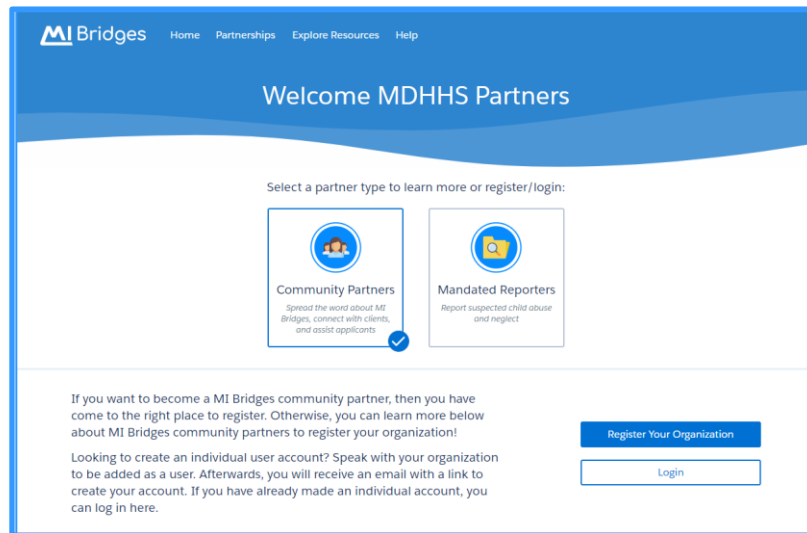 MI Bridges Home Partnerships Explore Resources Help
Welcome MDHHS Partners
Select a partner type to learn more or register/login:
Community Partners
Spread the word about MI
Bridges, connect with clients,
and assist applicants
Mandated Reporters
Report suspected child abuse
and neglect
If you want to become a MI Bridges community partner, then you have
come to the right place to register. Otherwise, you can learn more below
about MI Bridges community partners to register your organization!
Looking to create an individual user account? Speak with your organization
to be added as a user. Afterwards, you will receive an email with a link to
create your account. If you have already made an individual account, you
can log in here.
Register Your Organization
Login